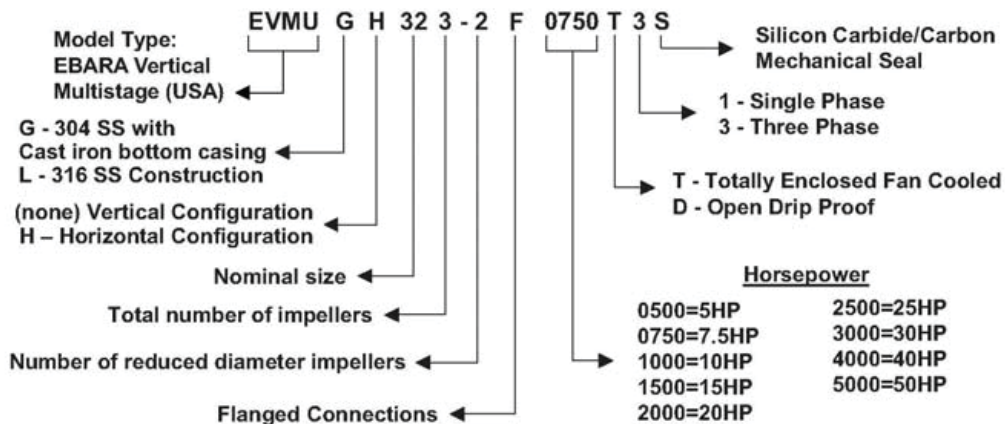 EVMU G H 32 3 - 2 F 0750 T 3 S
Model Type:
EBARA Vertical
Multistage (USA)
G - 304 SS with
Cast iron bottom casing
L - 316 SS Construction
(none) Vertical Configuration
H – Horizontal Configuration
Nominal size
Total number of impellers
Number of reduced diameter impellers
Flanged Connections
Silicon Carbide/Carbon
Mechanical Seal
1 - Single Phase
3 - Three Phase
T - Totally Enclosed Fan Cooled
D - Open Drip Proof
Horsepower
0500=5HP
0750=7.5HP
1000=10HP
1500=15HP
2000=20HP
2500=25HP
3000=30HP
4000=40HP
5000=50HP